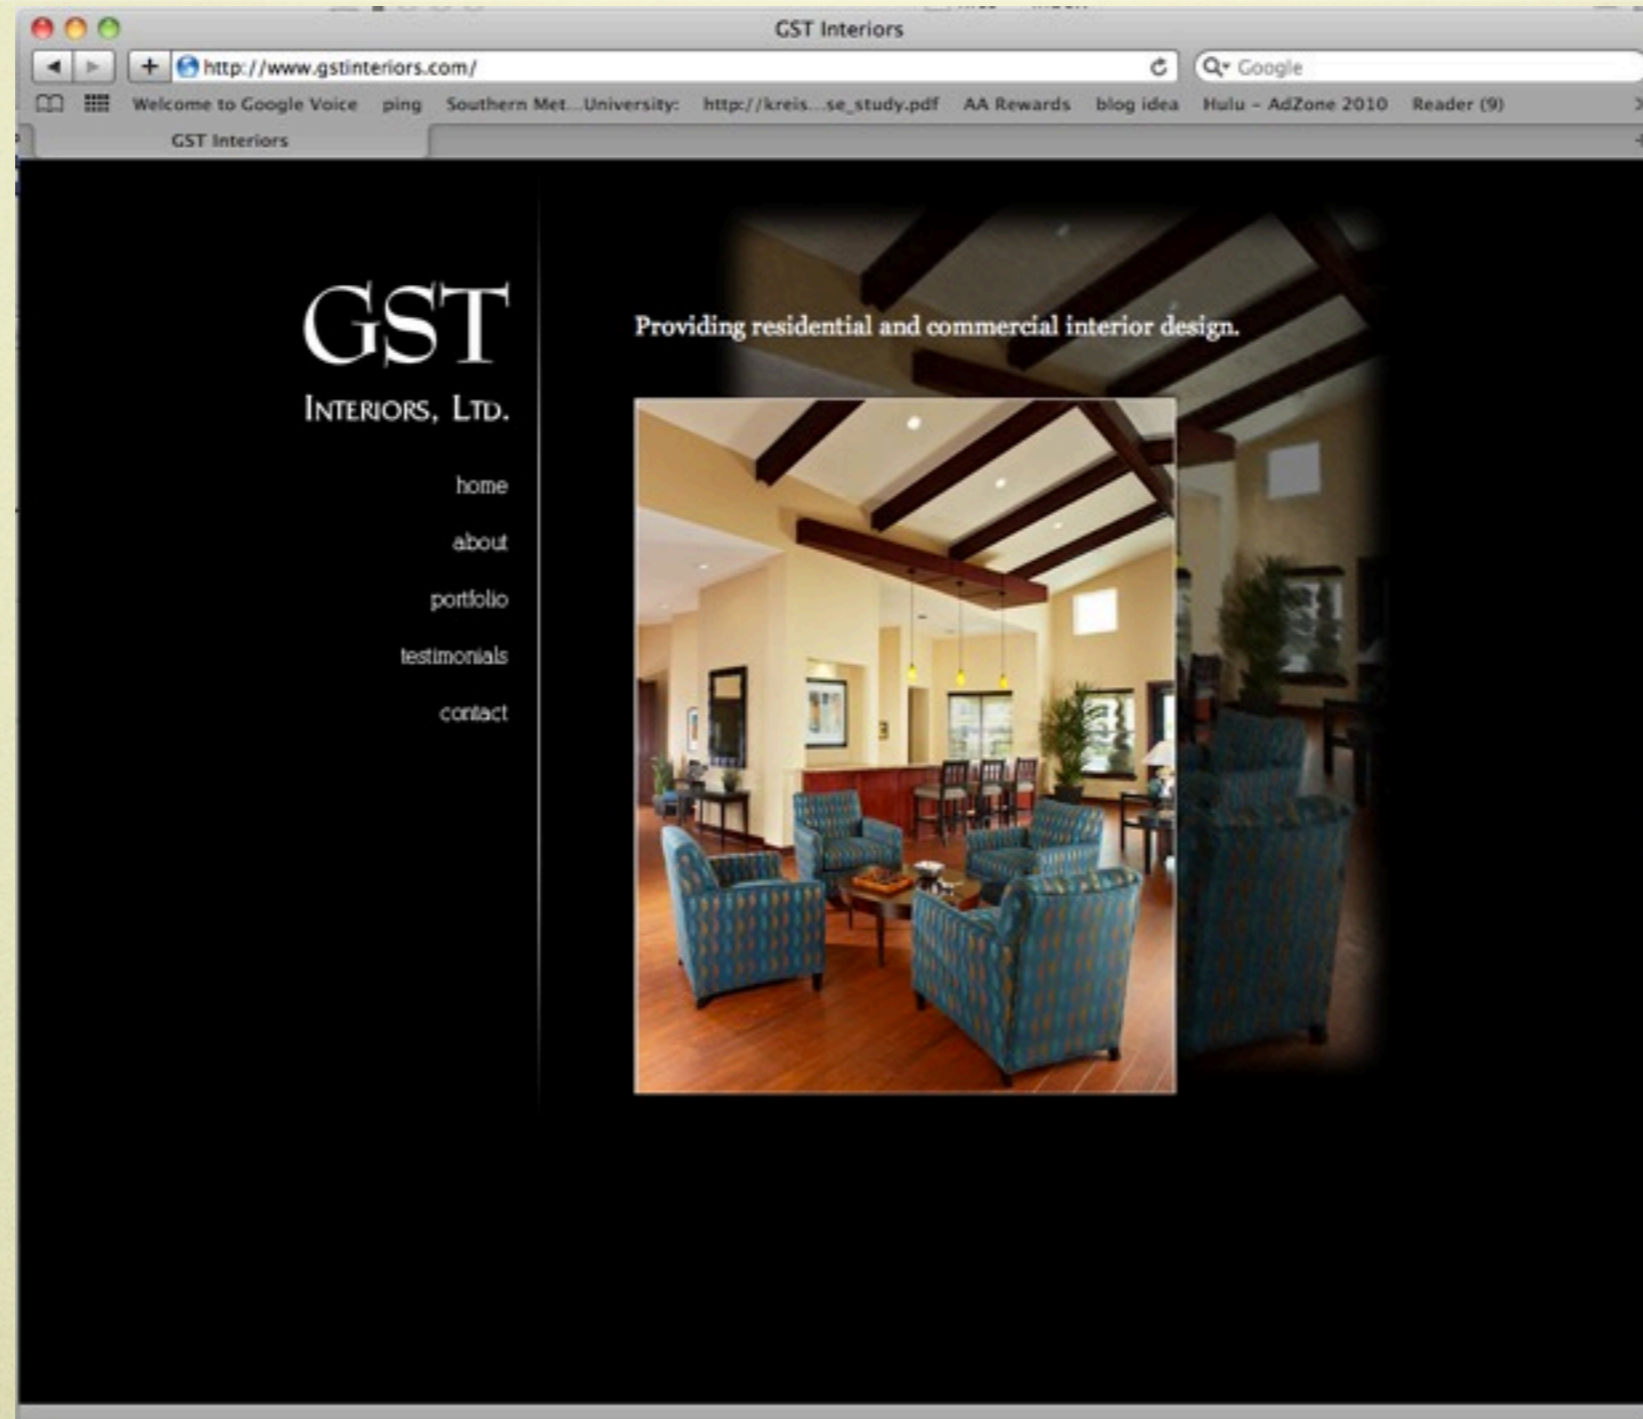 GST Interiors
http://www.gstinteriors.com/
Google
Welcome to Google Voice ping Southern Met...University: http://kreis...se_study.pdf AA Rewards blog idea Hulu – AdZone 2010 Reader (9)
GST Interiors
GST
INTERIORS, LTD.
Providing residential and commercial interior design.
home
about
portfolio
testimonials
contact